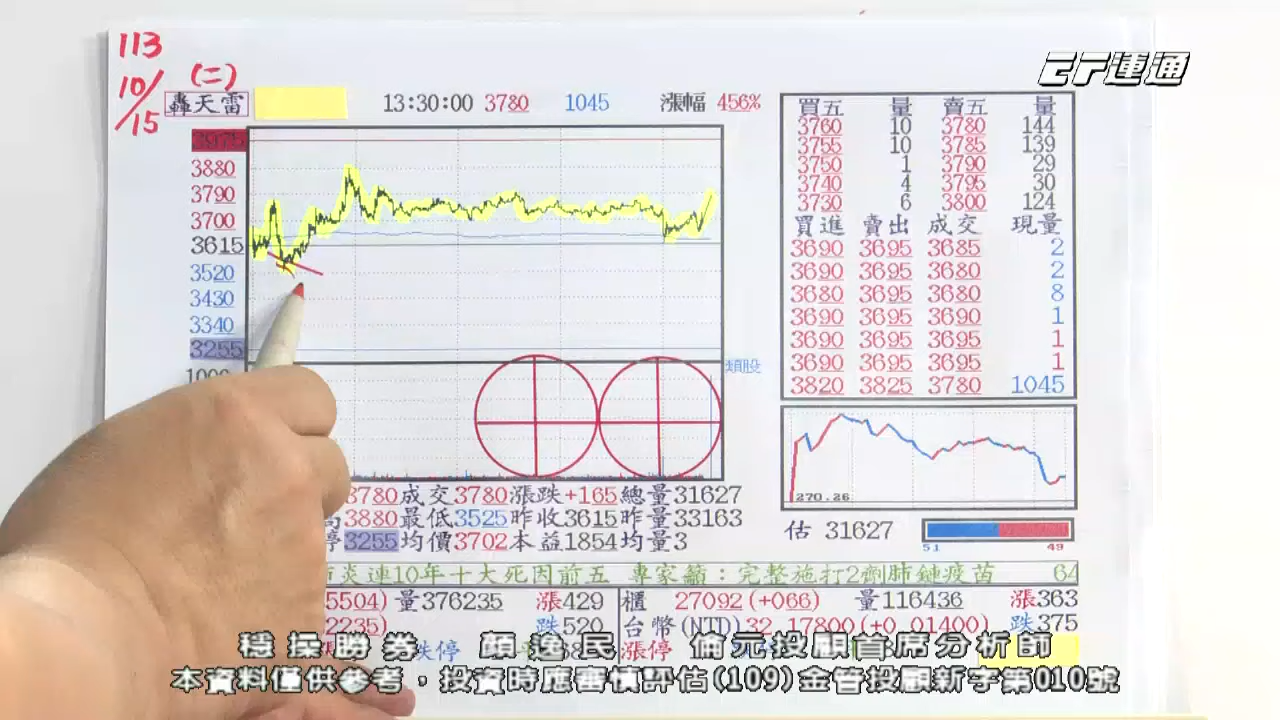 113
10/15 (二)
EF運通
轟天雷 13:30:00 3780 1045 漲幅 456%
3975
3880
3790
3700
3615
3520
3430
3340
3255
1000
類股
買五 量 賣五 量
3760 10 3780 144
3755 10 3785 139
3750 1 3790 29
3740 4 3795 30
3730 6 3800 124
買進 賣出 成交 現量
3690 3695 3685 2
3690 3695 3680 2
3680 3695 3680 8
3690 3695 3690 1
3690 3695 3695 1
3690 3695 3695 1
3820 3825 3780 1045
270.26
估 31627
51 49
3780 成交 3780 漲跌 +165 總量 31627
3880 最低 3525 昨收 3615 昨量 33163
3255 均價 3702 本益 1854 均量 3
炎連10年十大死因前五 專家籲：完整施打2劑肺鏈疫苗 64
5504) 量 376235 漲 429 櫃 27092 (+066) 量 116436 漲 363
2235) 跌 520 台幣(NTD) 32.17800(+0.01400) 跌 375
跌停 漲停
穩操勝券 顏逸民 倫元投顧首席分析師
本資料僅供參考，投資時應審慎評估(109)金管投顧新字第010號